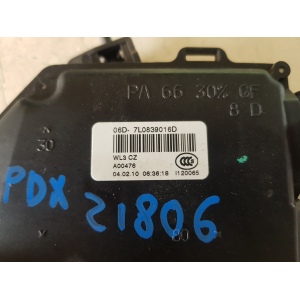 PA 66 30% GF
8 D
30
06D- 7L0839016D
WL3 CZ
A00476
04.02.10 06:36:18 I120065
PDX 21806
80